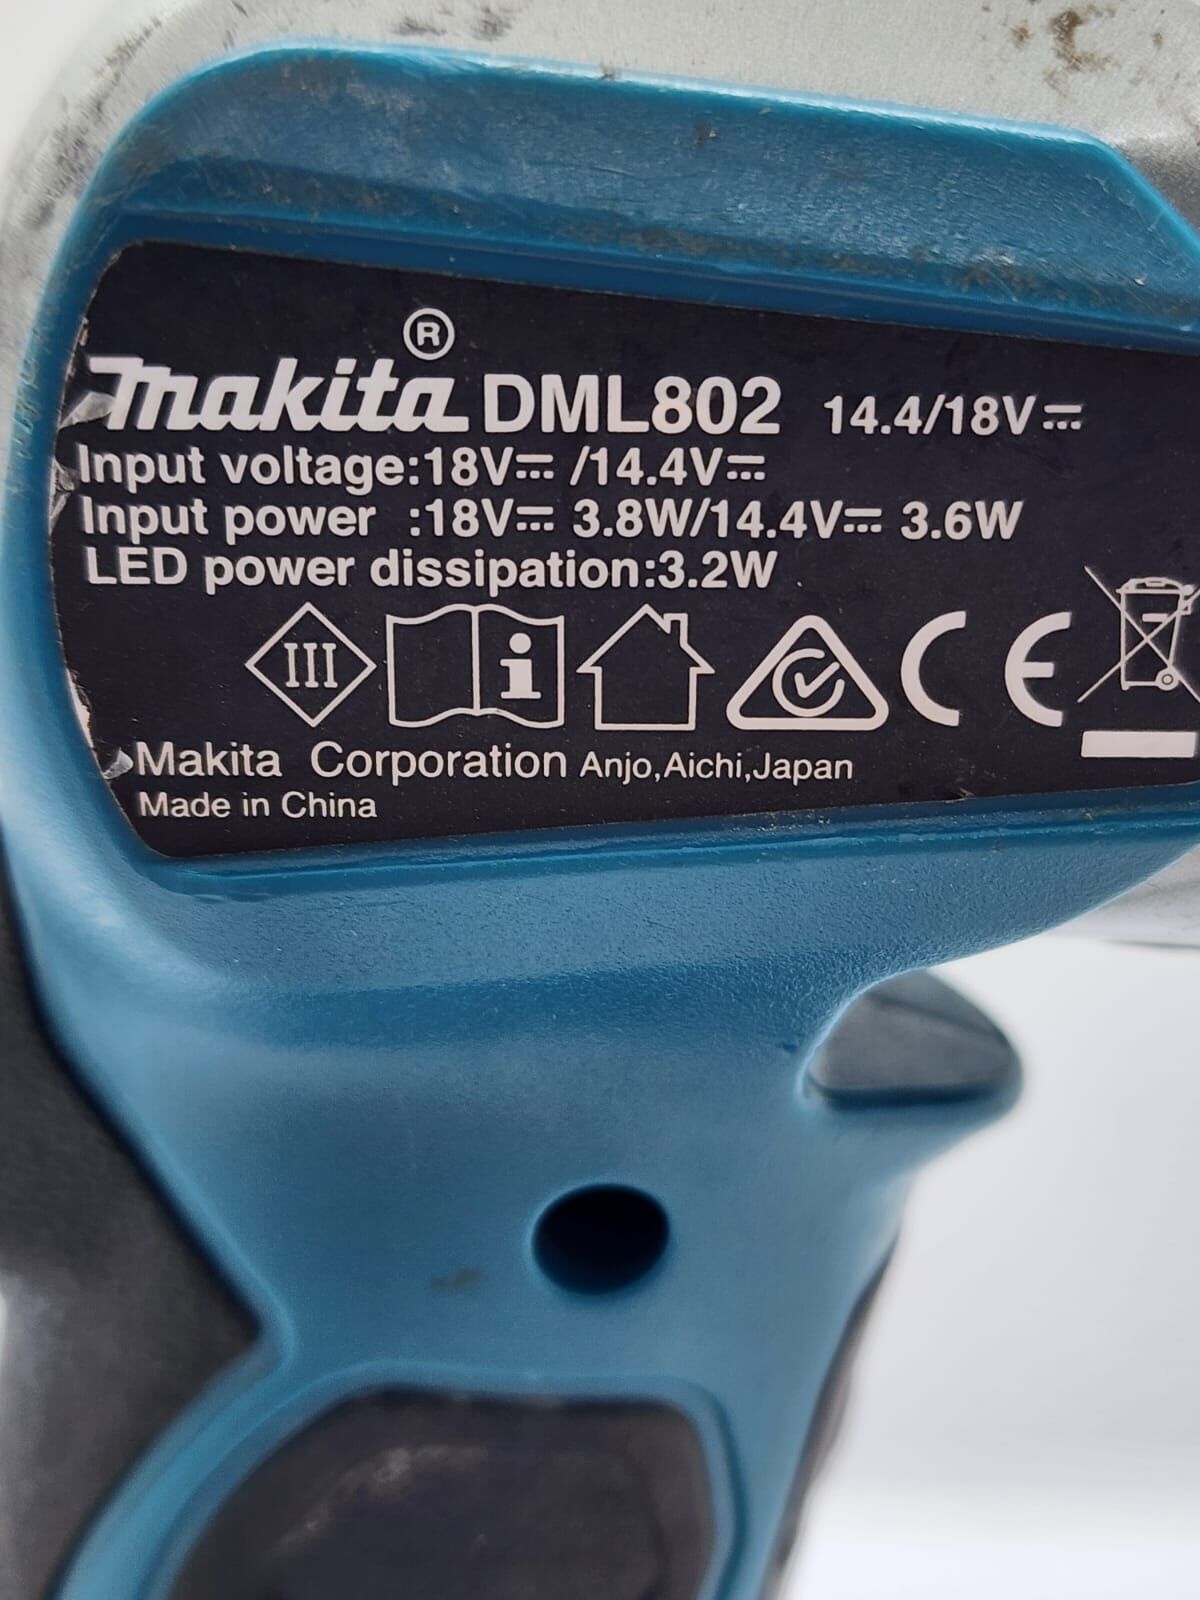 makita® DML802 14.4/18V⎓
Input voltage:18V⎓ /14.4V⎓
Input power :18V⎓ 3.8W/14.4V⎓ 3.6W
LED power dissipation:3.2W
III i CE
Makita Corporation Anjo,Aichi,Japan
Made in China